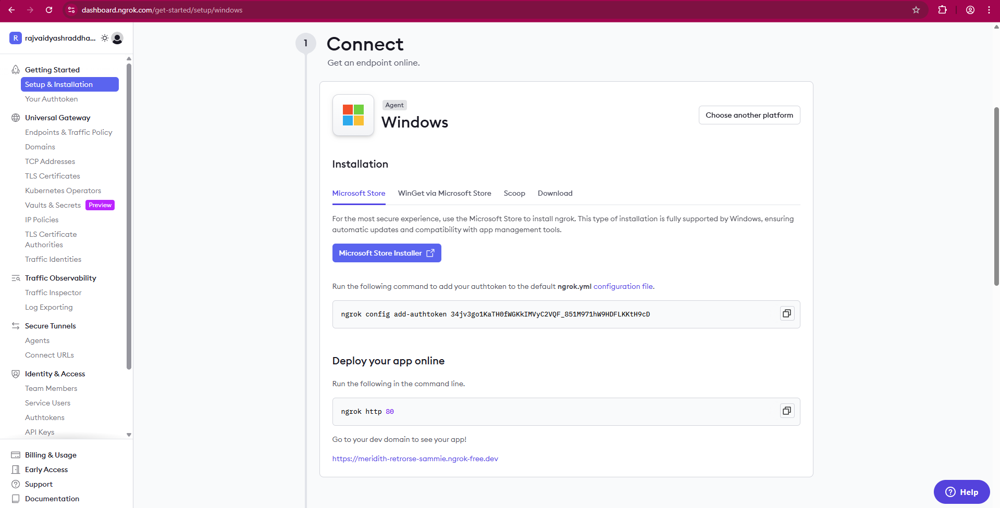 dashboard.ngrok.com/get-started/setup/windows
R rajvaidyashraddha...
Getting Started
Setup & Installation
Your Authtoken
Universal Gateway
Endpoints & Traffic Policy
Domains
TCP Addresses
TLS Certificates
Kubernetes Operators
Vaults & Secrets Preview
IP Policies
TLS Certificate
Authorities
Traffic Identities
Traffic Observability
Traffic Inspector
Log Exporting
Secure Tunnels
Agents
Connect URLs
Identity & Access
Team Members
Service Users
Authtokens
API Keys
Billing & Usage
Early Access
Support
Documentation
1 Connect
Get an endpoint online.
Agent
Windows
Choose another platform
Installation
Microsoft Store WinGet via Microsoft Store Scoop Download
For the most secure experience, use the Microsoft Store to install ngrok. This type of installation is fully supported by Windows, ensuring
automatic updates and compatibility with app management tools.
Microsoft Store Installer
Run the following command to add your authtoken to the default ngrok.yml configuration file.
ngrok config add-authtoken 34jv3go1KaTH0fWGKkIMVyC2VQF_851M971hW9HDFLKKtH9cD
Deploy your app online
Run the following in the command line.
ngrok http 80
Go to your dev domain to see your app!
https://meridith-retrorse-sammie.ngrok-free.dev
Help